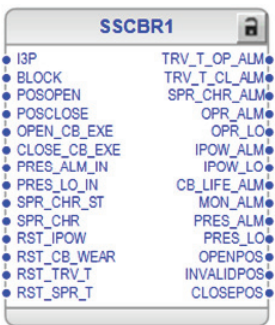 SSCBR1
I3P
BLOCK
POSOPEN
POSCLOSE
OPEN_CB_EXE
CLOSE_CB_EXE
PRES_ALM_IN
PRES_LO_IN
SPR_CHR_ST
SPR_CHR
RST_IPOW
RST_CB_WEAR
RST_TRV_T
RST_SPR_T
TRV_T_OP_ALM
TRV_T_CL_ALM
SPR_CHR_ALM
OPR_ALM
OPR_LO
IPOW_ALM
IPOW_LO
CB_LIFE_ALM
MON_ALM
PRES_ALM
PRES_LO
OPENPOS
INVALIDPOS
CLOSEPOS